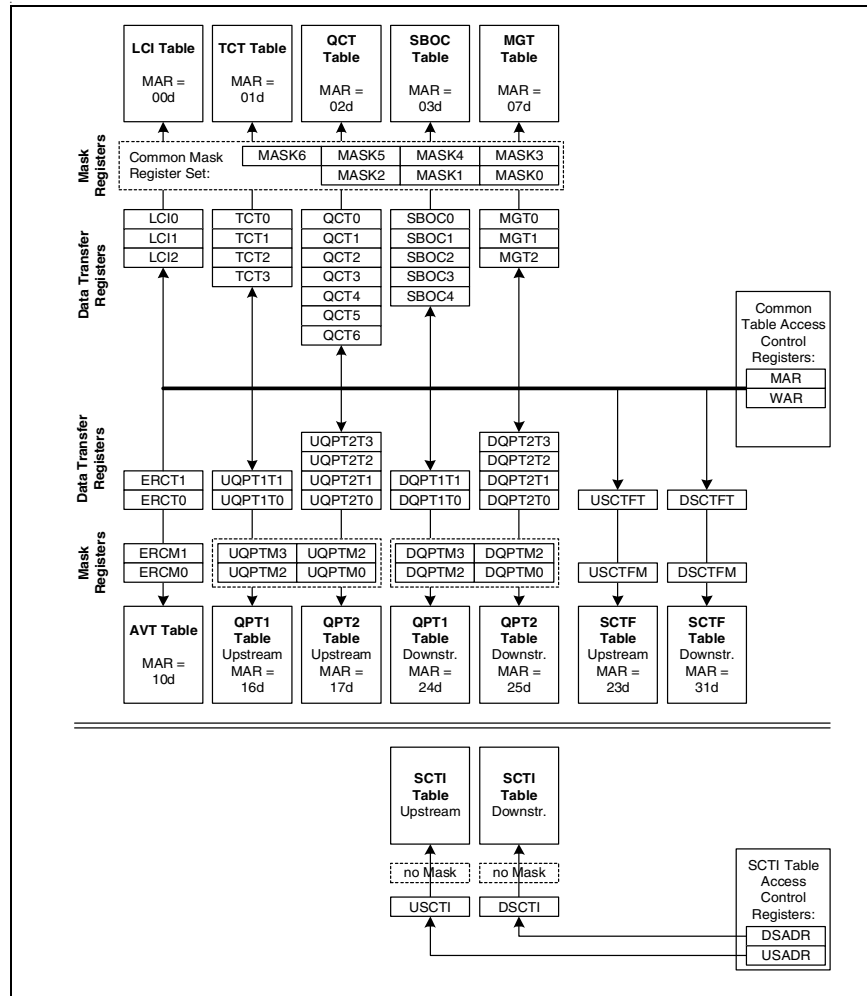 LCI Table
MAR =
00d
TCT Table
MAR =
01d
QCT
Table
MAR =
02d
SBOC
Table
MAR =
03d
MGT
Table
MAR =
07d
Mask
Registers
Common Mask
Register Set:
MASK6 MASK5 MASK4 MASK3
MASK2 MASK1 MASK0
Data Transfer
Registers
LCI0
LCI1
LCI2
TCT0
TCT1
TCT2
TCT3
QCT0
QCT1
QCT2
QCT3
QCT4
QCT5
QCT6
SBOC0
SBOC1
SBOC2
SBOC3
SBOC4
MGT0
MGT1
MGT2
Common
Table Access
Control
Registers:
MAR
WAR
Data Transfer
Registers
ERCT1
ERCT0
UQPT1T1
UQPT1T0
UQPT2T3
UQPT2T2
UQPT2T1
UQPT2T0
DQPT1T1
DQPT1T0
DQPT2T3
DQPT2T2
DQPT2T1
DQPT2T0
USCTFT
DSCTFT
Mask
Registers
ERCM1
ERCM0
UQPTM3 UQPTM2
UQPTM2 UQPTM0
DQPTM3 DQPTM2
DQPTM2 DQPTM0
USCTFM
DSCTFM
AVT Table
MAR =
10d
QPT1
Table
Upstream
MAR =
16d
QPT2
Table
Upstream
MAR =
17d
QPT1
Table
Downstr.
MAR =
24d
QPT2
Table
Downstr.
MAR =
25d
SCTF
Table
Upstream
MAR =
23d
SCTF
Table
Downstr.
MAR =
31d
SCTI
Table
Upstream
SCTI
Table
Downstr.
no Mask
no Mask
USCTI
DSCTI
SCTI Table
Access
Control
Registers:
DSADR
USADR